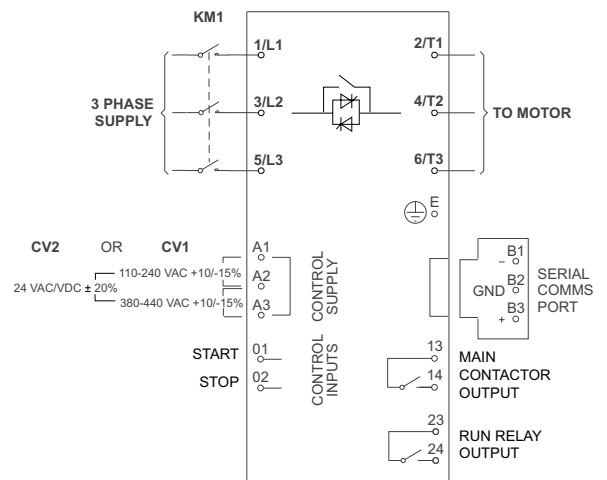 KM1
1/L1
2/T1
3 PHASE
SUPPLY
3/L2
4/T2
TO MOTOR
5/L3
6/T3
E
CV2 OR CV1
24 VAC/VDC ± 20%
110-240 VAC +10/-15%
380-440 VAC +10/-15%
A1
A2
A3
CONTROL
SUPPLY
B1
-
GND B2
B3
+
SERIAL
COMMS
PORT
START 01
STOP 02
CONTROL
INPUTS
13
14
MAIN
CONTACTOR
OUTPUT
23
24
RUN RELAY
OUTPUT